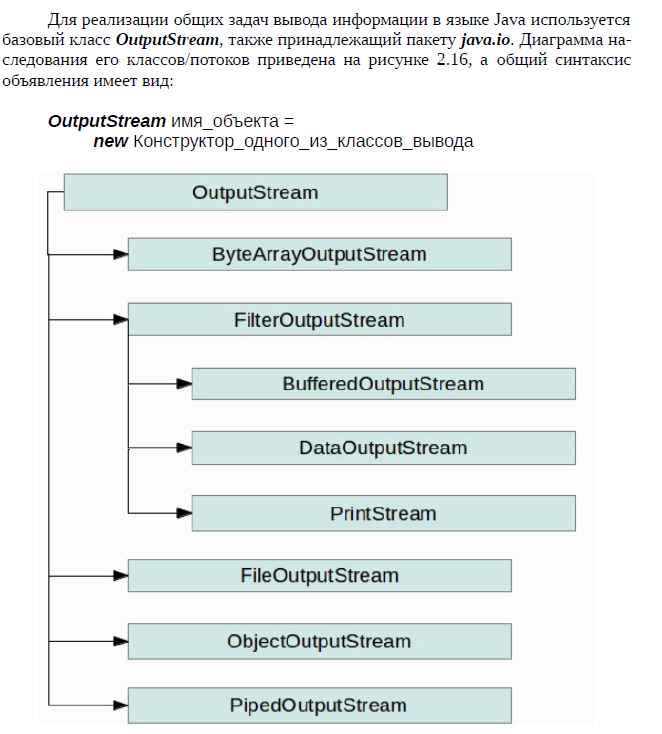 Для реализации общих задач вывода информации в языке Java используется
базовый класс OutputStream, также принадлежащий пакету java.io. Диаграмма на-
следования его классов/потоков приведена на рисунке 2.16, а общий синтаксис
объявления имеет вид:
OutputStream имя_объекта =
new Конструктор_одного_из_классов_вывода
OutputStream
ByteArrayOutputStream
FilterOutputStream
BufferedOutputStream
DataOutputStream
PrintStream
FileOutputStream
ObjectOutputStream
PipedOutputStream